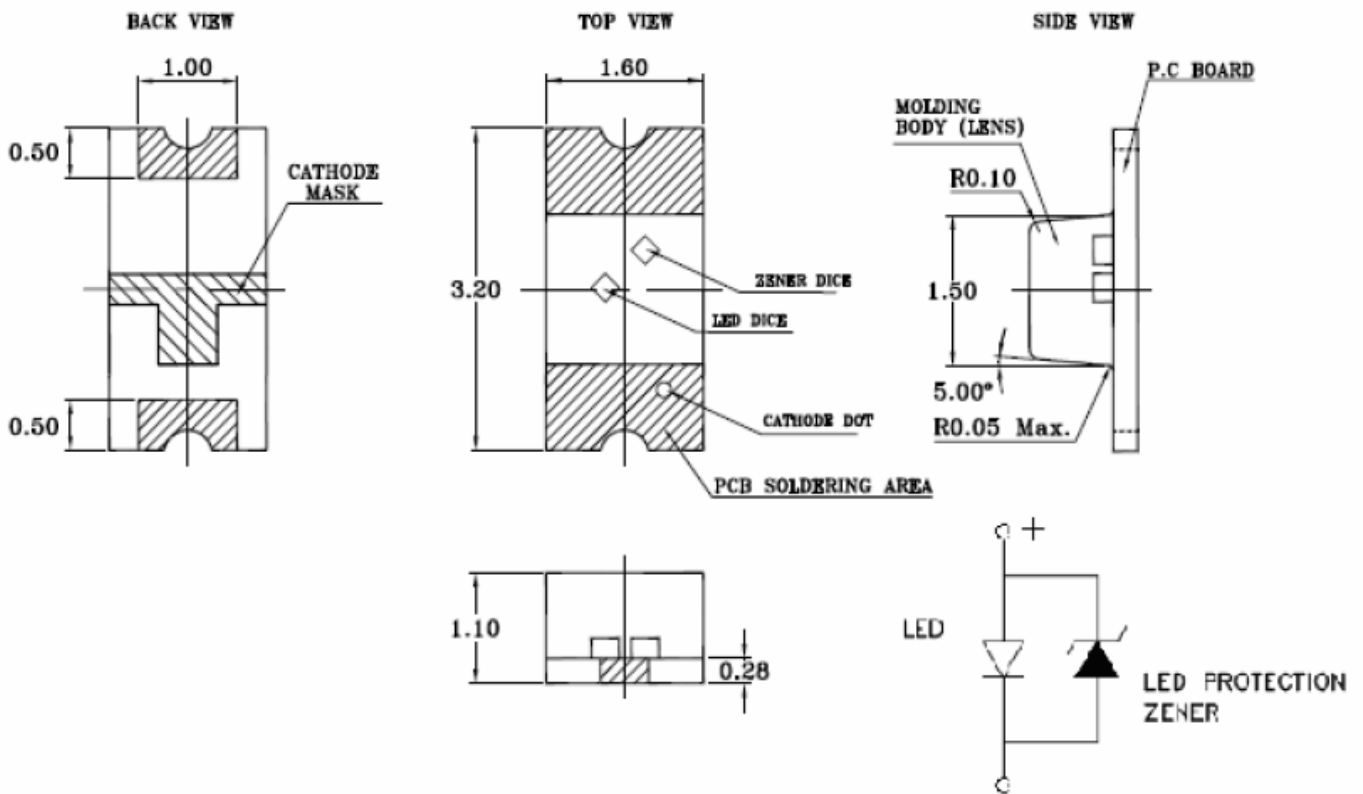 BACK VIEW
1.00
0.50
CATHODE
MASK
0.50
TOP VIEW
1.60
3.20
ZENER DICE
LED DICE
CATHODE DOT
PCB SOLDERING AREA
SIDE VIEW
P.C BOARD
MOLDING
BODY (LENS)
R0.10
1.50
5.00°
R0.05 Max.
1.10
0.28
+
LED
LED PROTECTION
ZENER